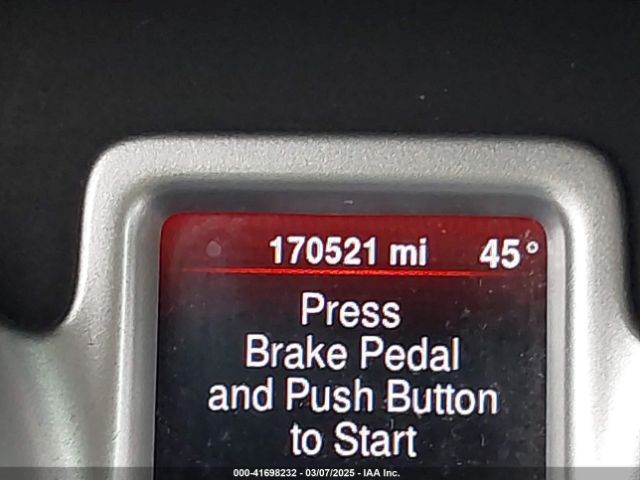 170521 mi 45°
Press
Brake Pedal
and Push Button
to Start
000-41698232 - 03/07/2025 - IAA Inc.